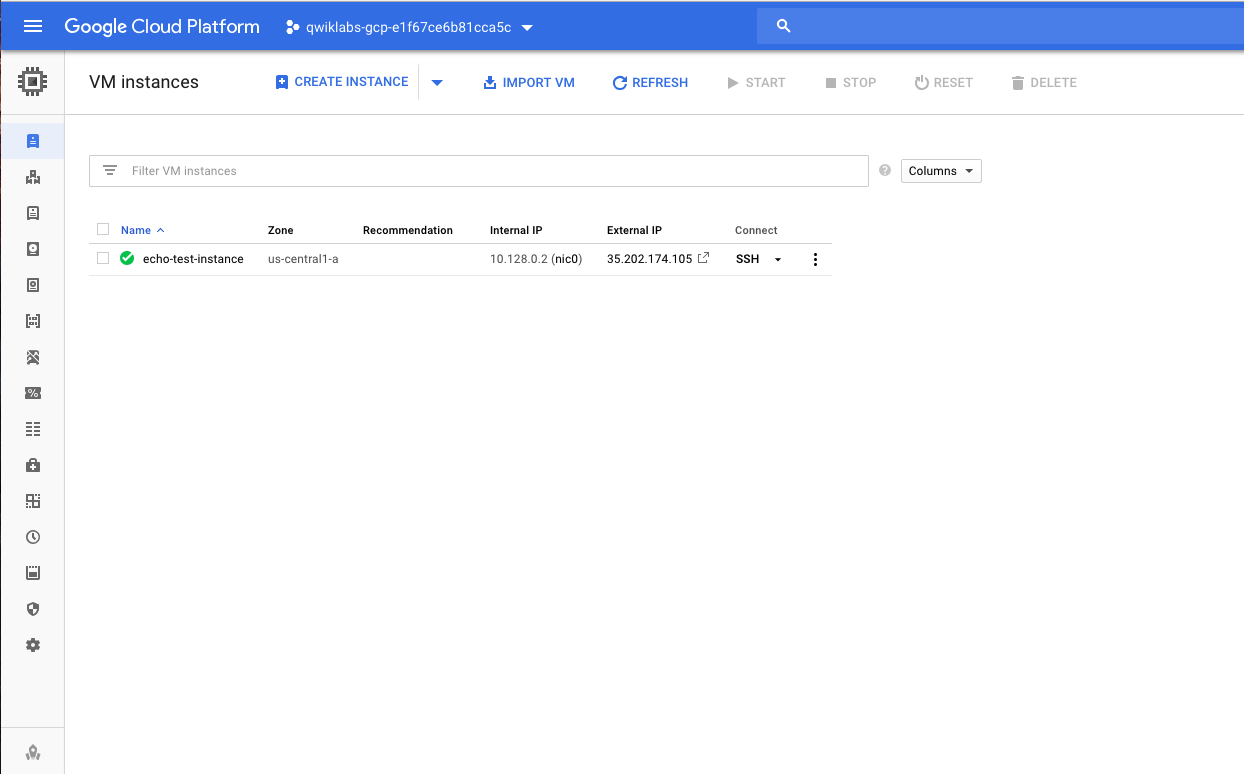 Google Cloud Platform qwiklabs-gcp-e1f67ce6b81cca5c
VM instances CREATE INSTANCE IMPORT VM REFRESH START STOP RESET DELETE
Filter VM instances ? Columns
Name Zone Recommendation Internal IP External IP Connect
echo-test-instance us-central1-a 10.128.0.2 (nic0) 35.202.174.105 SSH
%